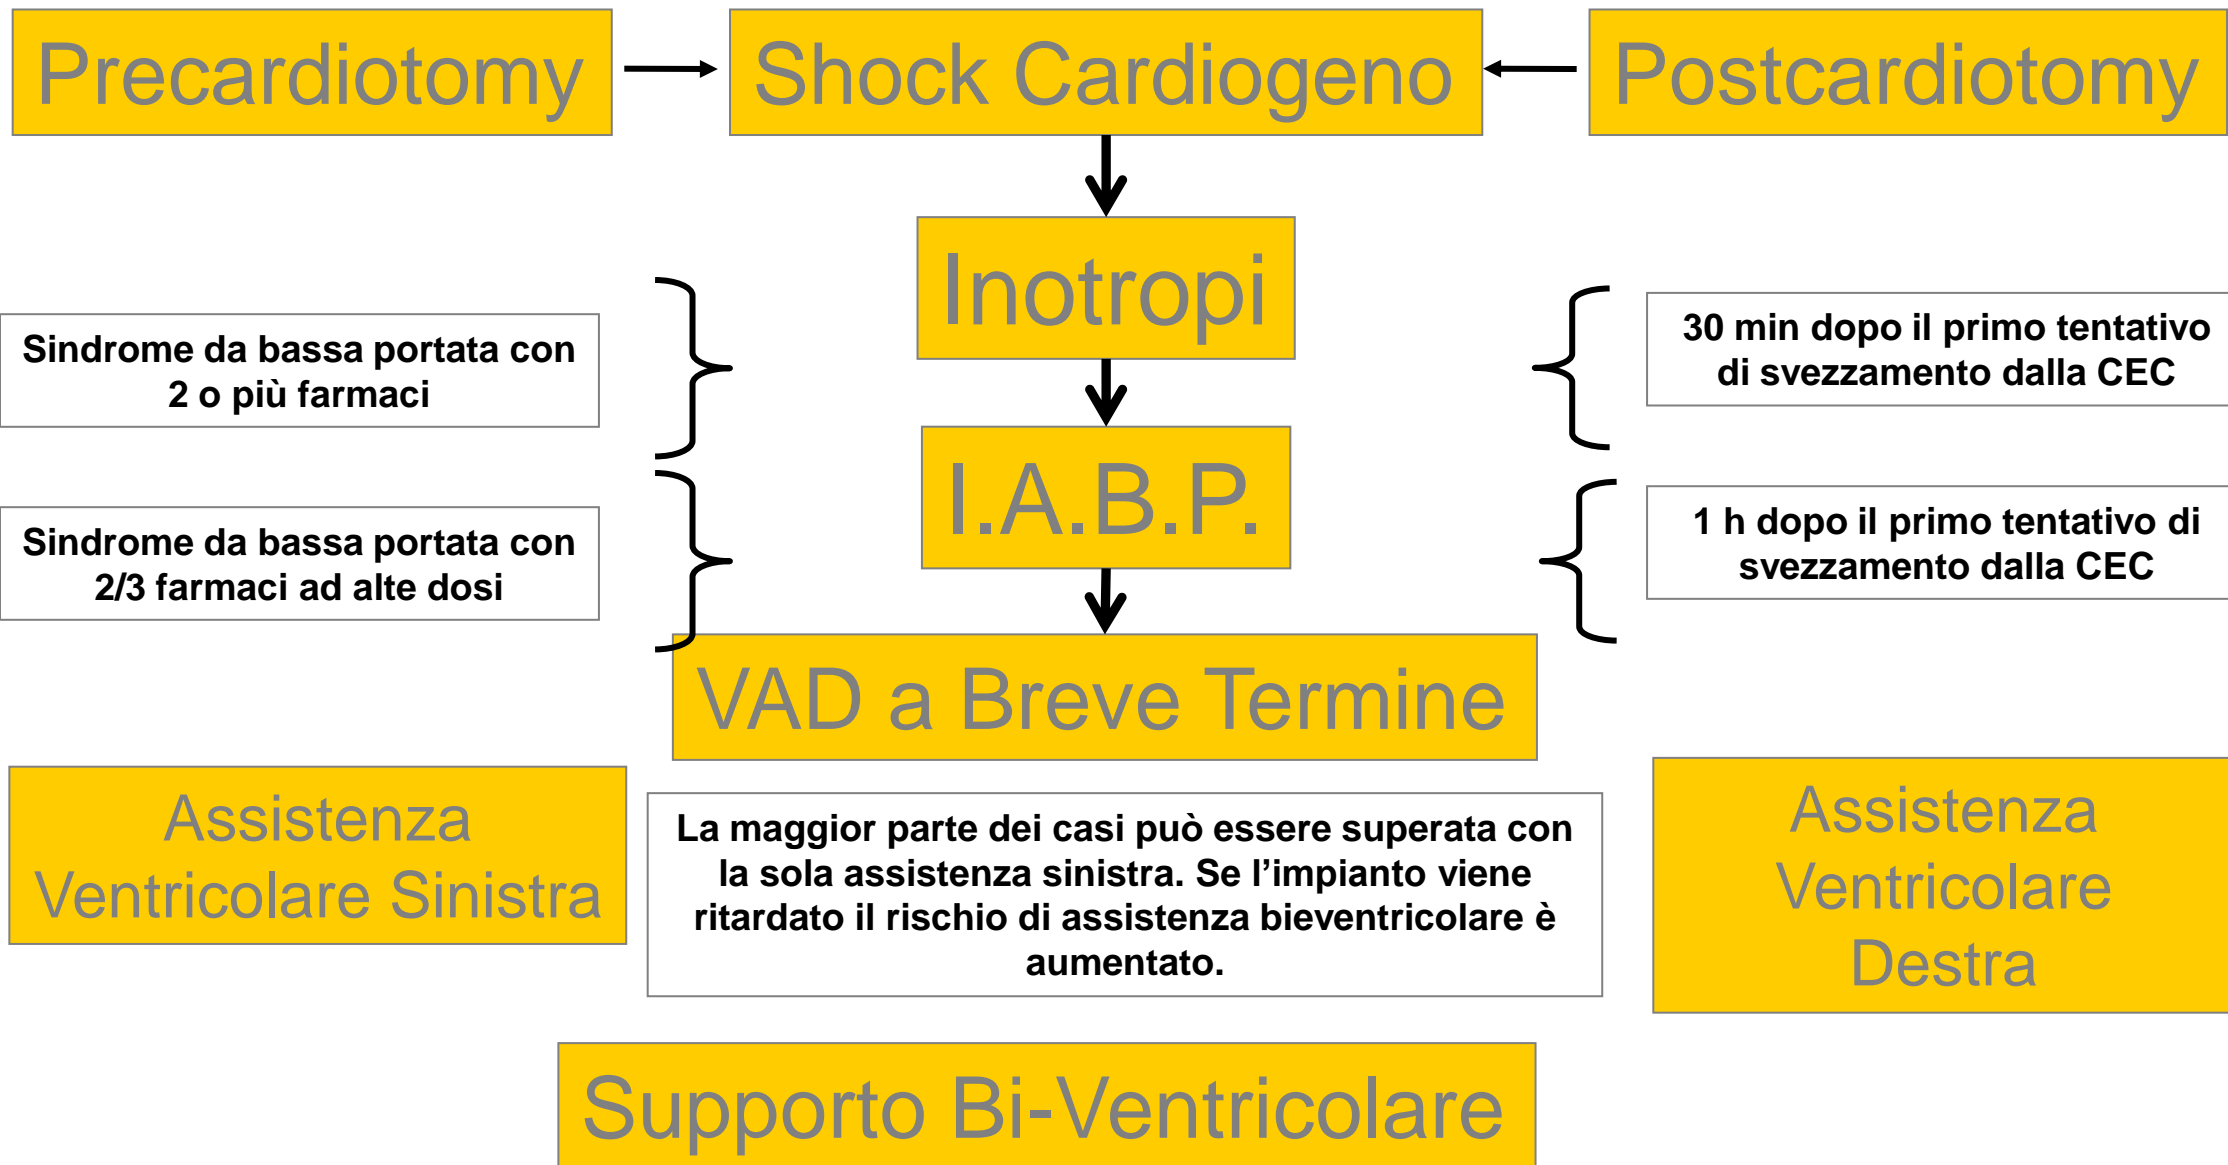 Precardiotomy
Shock Cardiogeno
Postcardiotomy
Inotropi
Sindrome da bassa portata con
2 o più farmaci
30 min dopo il primo tentativo
di svezzamento dalla CEC
I.A.B.P.
Sindrome da bassa portata con
2/3 farmaci ad alte dosi
1 h dopo il primo tentativo di
svezzamento dalla CEC
VAD a Breve Termine
Assistenza
Ventricolare Sinistra
La maggior parte dei casi può essere superata con
la sola assistenza sinistra. Se l’impianto viene
ritardato il rischio di assistenza bieventricolare è
aumentato.
Assistenza
Ventricolare
Destra
Supporto Bi-Ventricolare